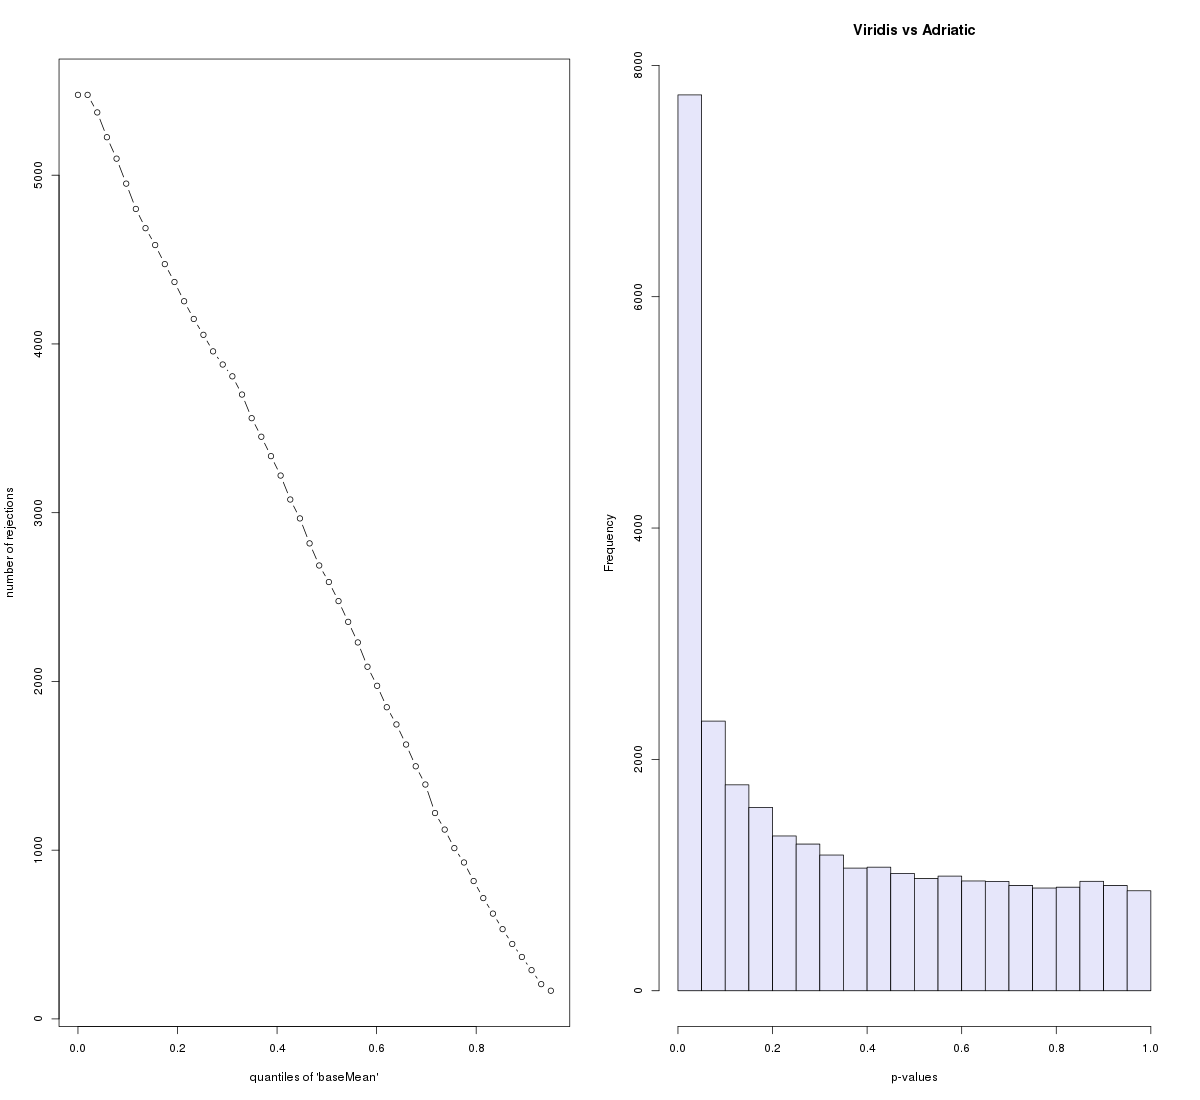 number of rejections
5000
4000
3000
2000
1000
0
0.0 0.2 0.4 0.6 0.8
quantiles of 'baseMean'
Viridis vs Adriatic
Frequency
8000
6000
4000
2000
0
0.0 0.2 0.4 0.6 0.8 1.0
p-values